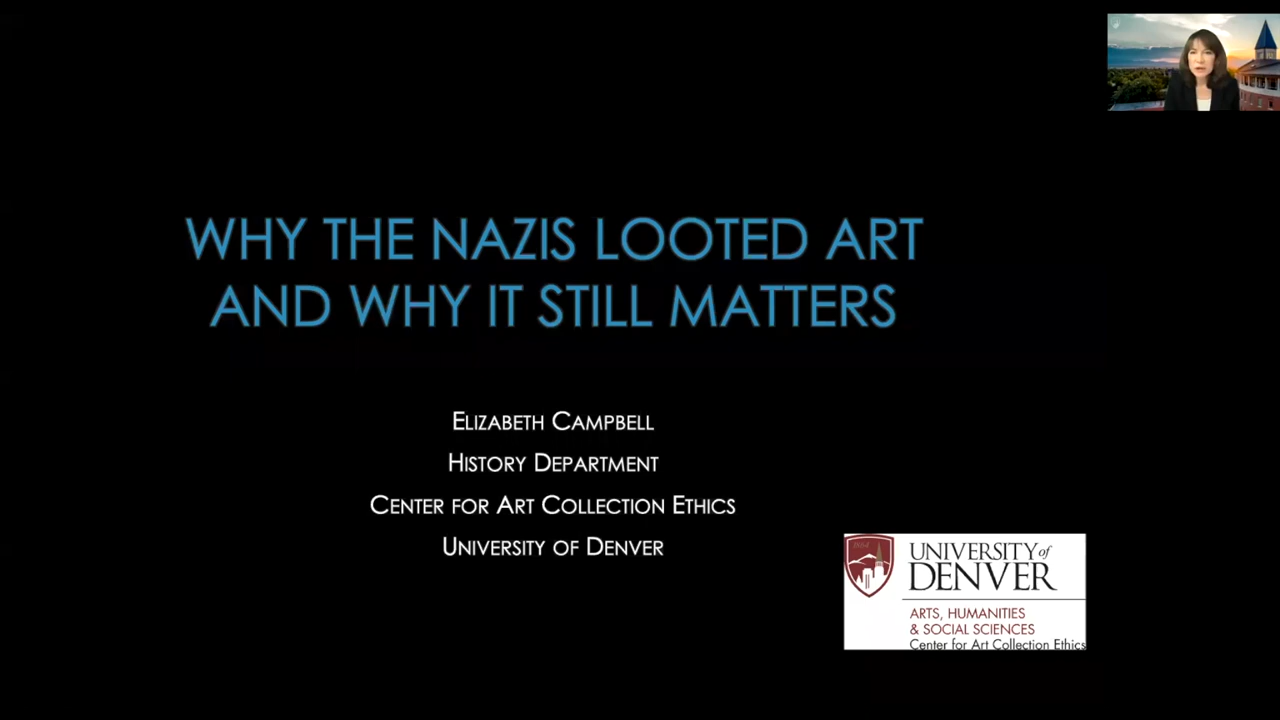 WHY THE NAZIS LOOTED ART
AND WHY IT STILL MATTERS
ELIZABETH CAMPBELL
HISTORY DEPARTMENT
CENTER FOR ART COLLECTION ETHICS
UNIVERSITY OF DENVER
UNIVERSITY of
DENVER
ARTS, HUMANITIES
& SOCIAL SCIENCES
Center for Art Collection Ethics